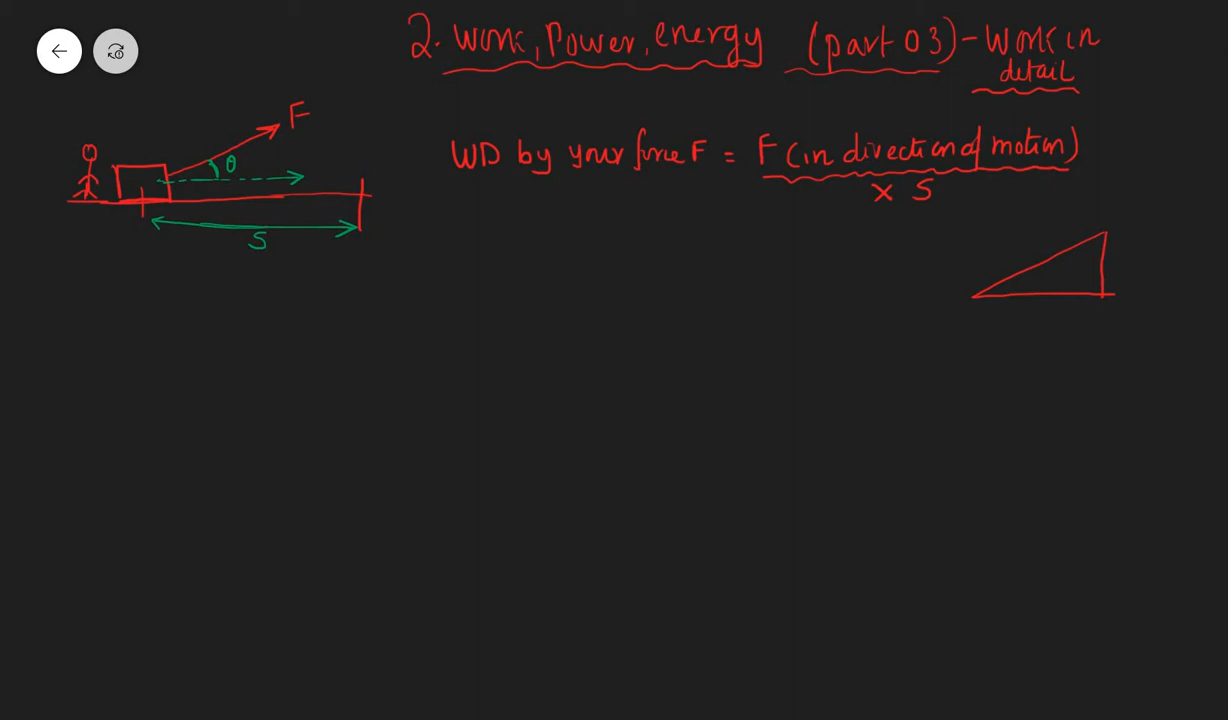 2. Work, Power, energy (part 03) - Work in
detail
F
θ
WD by your force F = F (in direction of motion)
x S
S